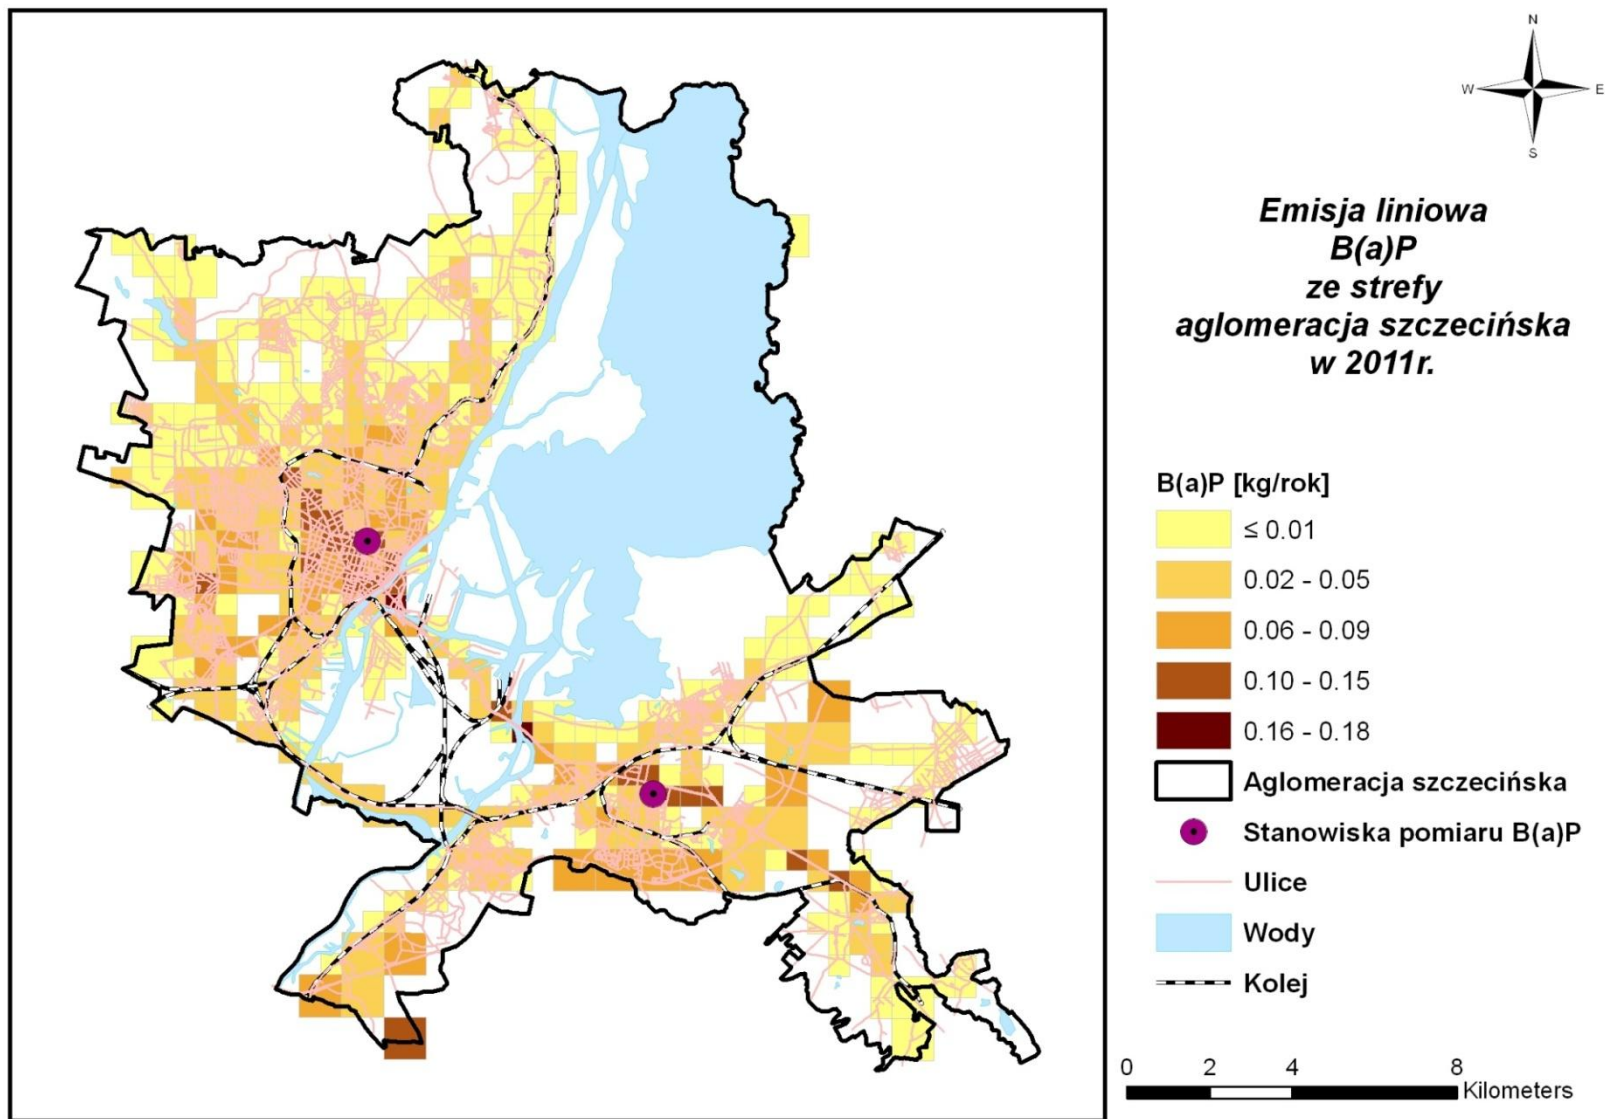 N
W
E
S
Emisja liniowa
B(a)P
ze strefy
aglomeracja szczecińska
w 2011r.
B(a)P [kg/rok]
≤ 0.01
0.02 - 0.05
0.06 - 0.09
0.10 - 0.15
0.16 - 0.18
Aglomeracja szczecińska
Stanowiska pomiaru B(a)P
Ulice
Wody
Kolej
0 2 4 8
Kilometers